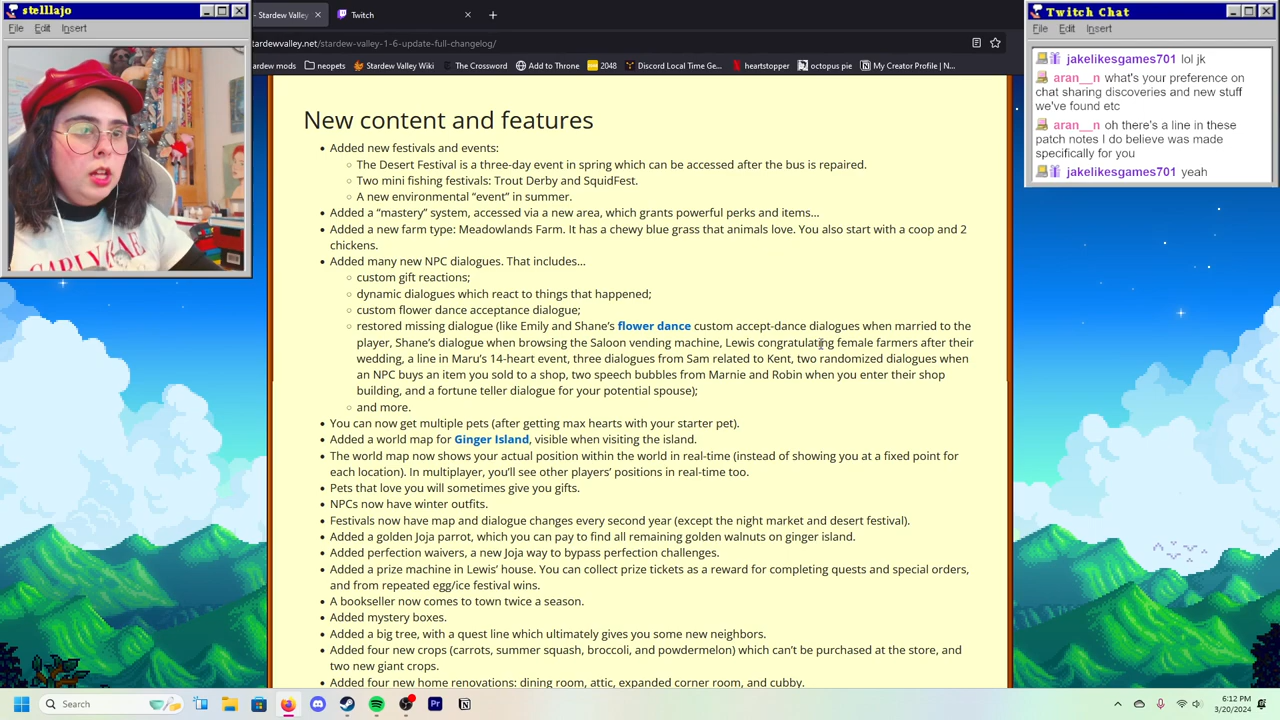 stelllajo
File Edit Insert
- Stardew Valley
Twitch
tardewvalley.net/stardew-valley-1-6-update-full-changelog/
Stardew Valley Wiki
The Crossword
Add to Throne
2048
Discord Local Time Ge...
heartstopper
octopus pie
My Creator Profile | N...
New content and features
Added new festivals and events:
The Desert Festival is a three-day event in spring which can be accessed after the bus is repaired.
Two mini fishing festivals: Trout Derby and SquidFest.
A new environmental “event” in summer.
Added a “mastery” system, accessed via a new area, which grants powerful perks and items...
Added a new farm type: Meadowlands Farm. It has a chewy blue grass that animals love. You also start with a coop and 2
chickens.
Added many new NPC dialogues. That includes...
custom gift reactions;
dynamic dialogues which react to things that happened;
custom flower dance acceptance dialogue;
restored missing dialogue (like Emily and Shane’s flower dance custom accept-dance dialogues when married to the
player, Shane’s dialogue when browsing the Saloon vending machine, Lewis congratulating female farmers after their
wedding, a line in Maru’s 14-heart event, three dialogues from Sam related to Kent, two randomized dialogues when
an NPC buys an item you sold to a shop, two speech bubbles from Marnie and Robin when you enter their shop
building, and a fortune teller dialogue for your potential spouse);
and more.
You can now get multiple pets (after getting max hearts with your starter pet).
Added a world map for Ginger Island, visible when visiting the island.
The world map now shows your actual position within the world in real-time (instead of showing you at a fixed point for
each location). In multiplayer, you’ll see other players’ positions in real-time too.
Pets that love you will sometimes give you gifts.
NPCs now have winter outfits.
Festivals now have map and dialogue changes every second year (except the night market and desert festival).
Added a golden Joja parrot, which you can pay to find all remaining golden walnuts on ginger island.
Added perfection waivers, a new Joja way to bypass perfection challenges.
Added a prize machine in Lewis’ house. You can collect prize tickets as a reward for completing quests and special orders,
and from repeated egg/ice festival wins.
A bookseller now comes to town twice a season.
Added mystery boxes.
Added a big tree, with a quest line which ultimately gives you some new neighbors.
Added four new crops (carrots, summer squash, broccoli, and powdermelon) which can’t be purchased at the store, and
two new giant crops.
Added four new home renovations: dining room, attic, expanded corner room, and cubby.
Twitch Chat
File Edit Insert
jakelikesgames701 lol jk
aran__n what's your preference on
chat sharing discoveries and new stuff
we've found etc
aran__n oh there's a line in these
patch notes I do believe was made
specifically for you
jakelikesgames701 yeah
Search
6:12 PM
3/20/2024